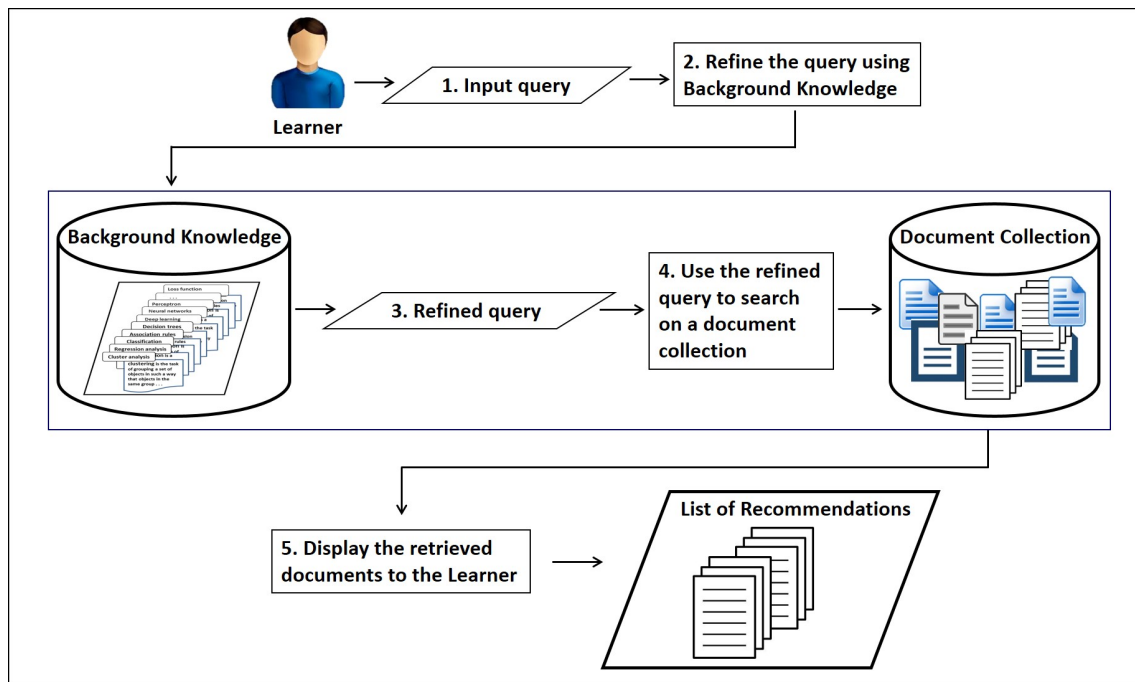 Learner
1. Input query
2. Refine the query using
Background Knowledge
Background Knowledge
Loss function
. . .
Perceptron
Neural networks
Deep learning
Decision trees
Association rules
Classification
Regression analysis
Cluster analysis
clustering is the task
of grouping a set of
objects in such a way
that objects in the
same group . . .
3. Refined query
4. Use the refined
query to search
on a document
collection
Document Collection
5. Display the retrieved
documents to the Learner
List of Recommendations